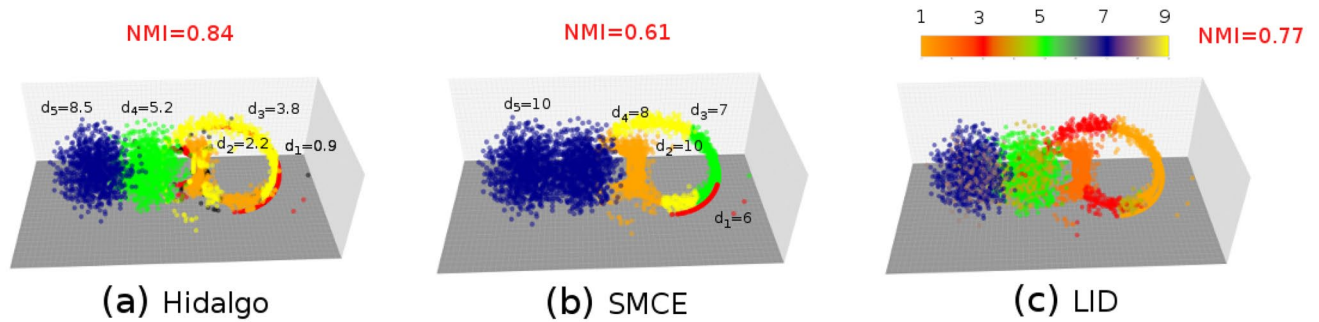 NMI=0.84
d₅=8.5
d₄=5.2
d₃=3.8
d₂=2.2
d₁=0.9
(a) Hidalgo
NMI=0.61
d₅=10
d₄=8
d₃=7
d₂=10
d₁=6
(b) SMCE
1 3 5 7 9
NMI=0.77
(c) LID